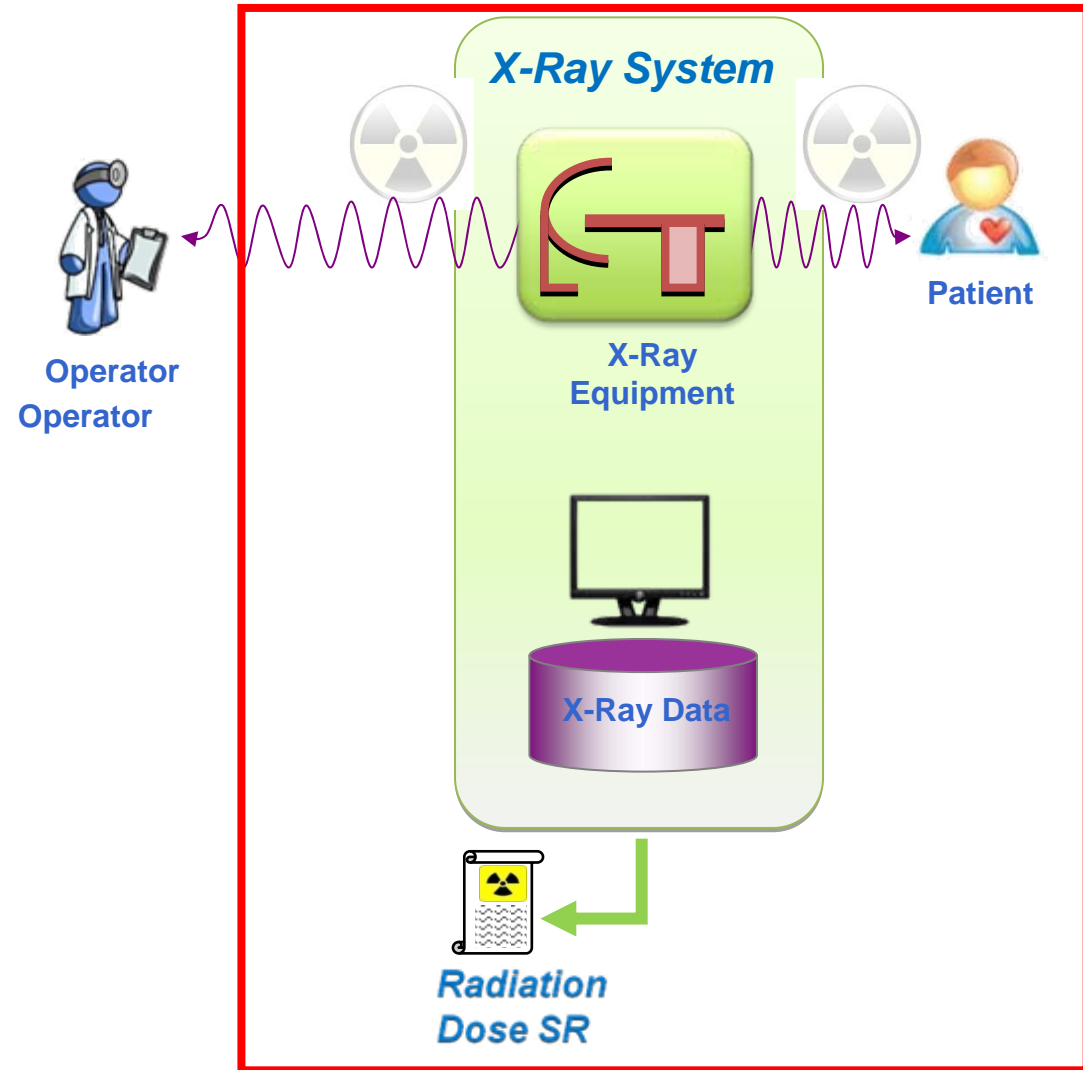 X-Ray System
Patient
X-Ray
Equipment
Operator
Operator
X-Ray Data
Radiation
Dose SR